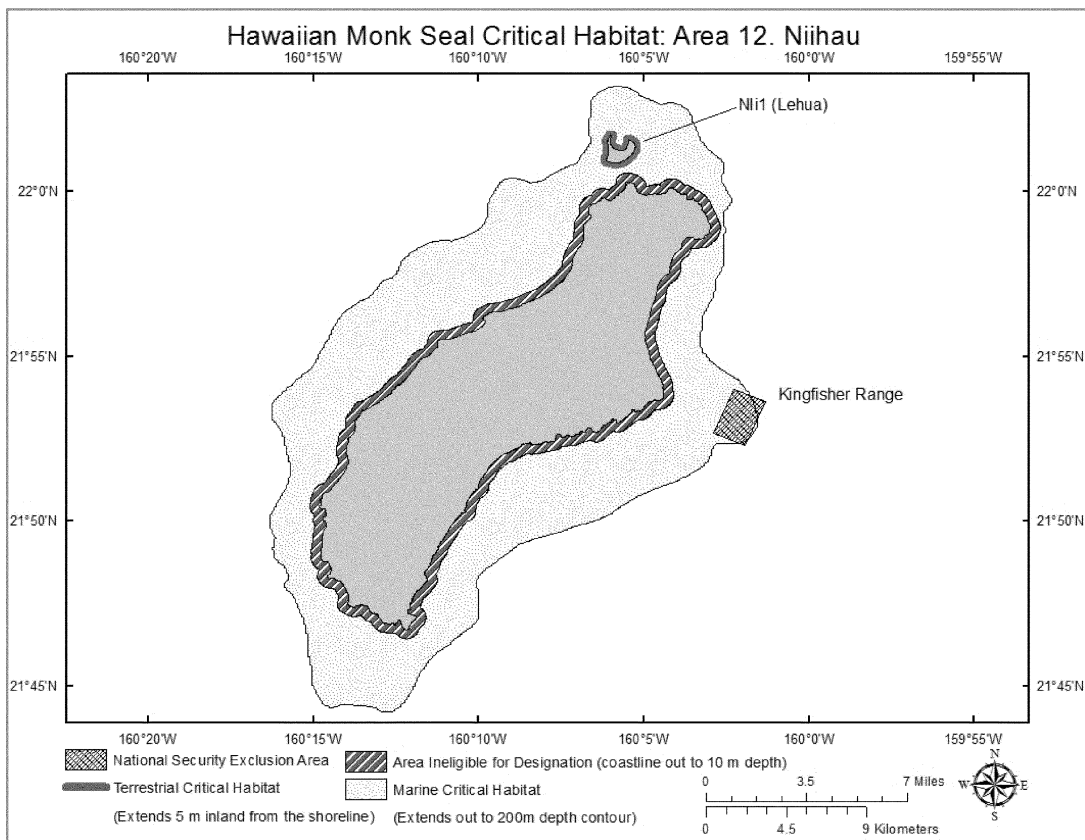 Hawaiian Monk Seal Critical Habitat: Area 12. Niihau
160°20'W 160°15'W 160°10'W 160°5'W 160°0'W 159°55'W
NIi1 (Lehua)
22°0'N 22°0'N
21°55'N 21°55'N
Kingfisher Range
21°50'N 21°50'N
21°45'N 21°45'N
160°20'W 160°15'W 160°10'W 160°5'W 160°0'W 159°55'W
National Security Exclusion Area
Terrestrial Critical Habitat
(Extends 5 m inland from the shoreline)
Area Ineligible for Designation (coastline out to 10 m depth)
Marine Critical Habitat
(Extends out to 200m depth contour)
0 3.5 7 Miles
0 4.5 9 Kilometers
N
W E
S